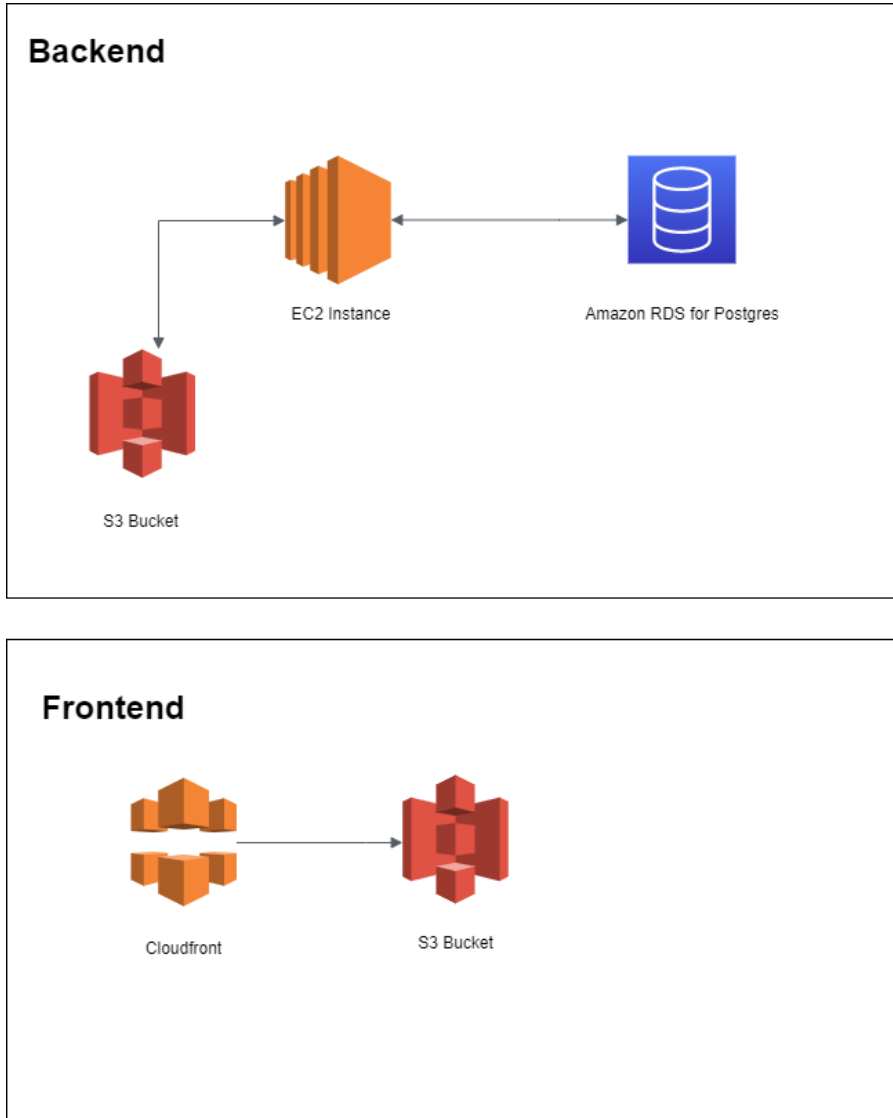 Backend
EC2 Instance
Amazon RDS for Postgres
S3 Bucket
Frontend
Cloudfront
S3 Bucket